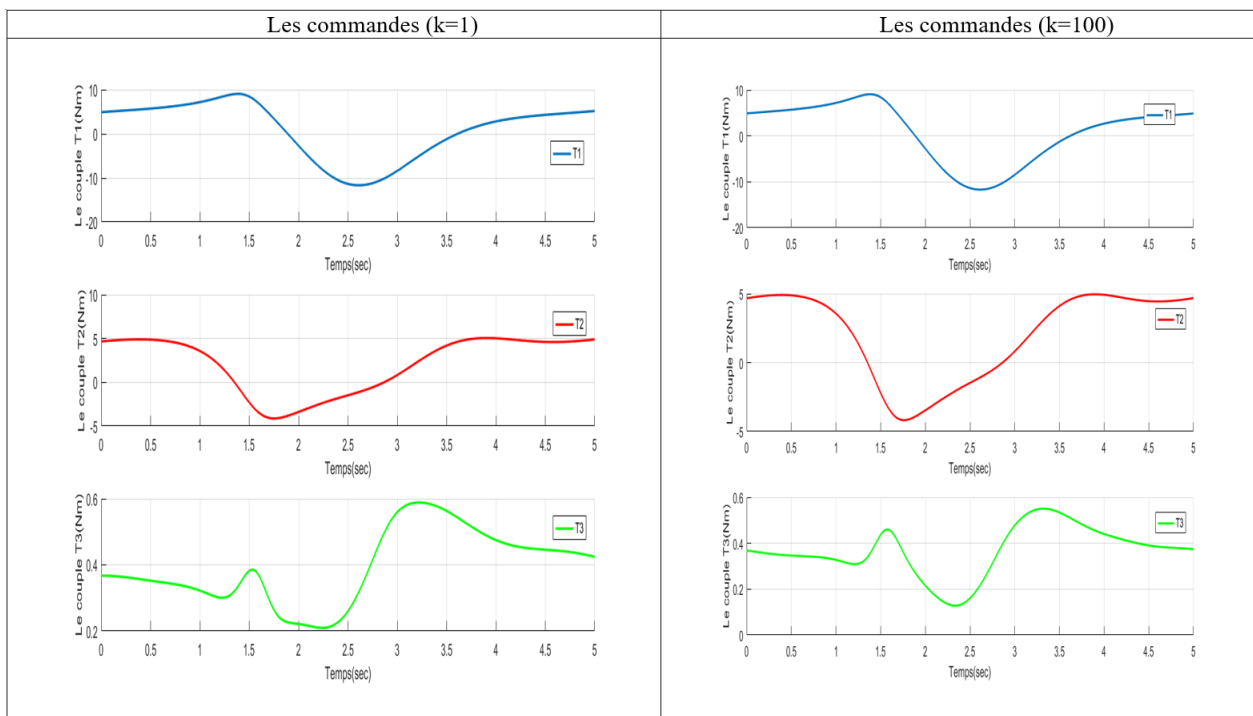 Les commandes (k=1)
Les commandes (k=100)
Le couple T1(Nm)
10
0
-10
-20
T1
0 0.5 1 1.5 2 2.5 3 3.5 4 4.5 5
Temps(sec)
Le couple T2(Nm)
10
5
0
-5
T2
0 0.5 1 1.5 2 2.5 3 3.5 4 4.5 5
Temps(sec)
Le couple T3(Nm)
0.6
0.4
0.2
T3
0 0.5 1 1.5 2 2.5 3 3.5 4 4.5 5
Temps(sec)
Le couple T1(Nm)
10
0
-10
-20
T1
0 0.5 1 1.5 2 2.5 3 3.5 4 4.5 5
Temps(sec)
Le couple T2(Nm)
5
0
-5
T2
0 0.5 1 1.5 2 2.5 3 3.5 4 4.5 5
Temps(sec)
Le couple T3(Nm)
0.6
0.4
0.2
0
T3
0 0.5 1 1.5 2 2.5 3 3.5 4 4.5 5
Temps(sec)